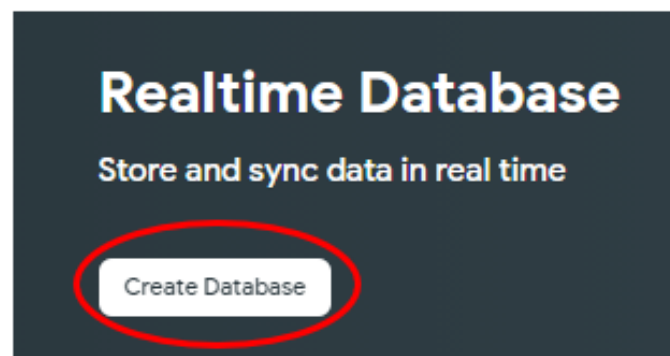 Realtime Database
Store and sync data in real time
Create Database